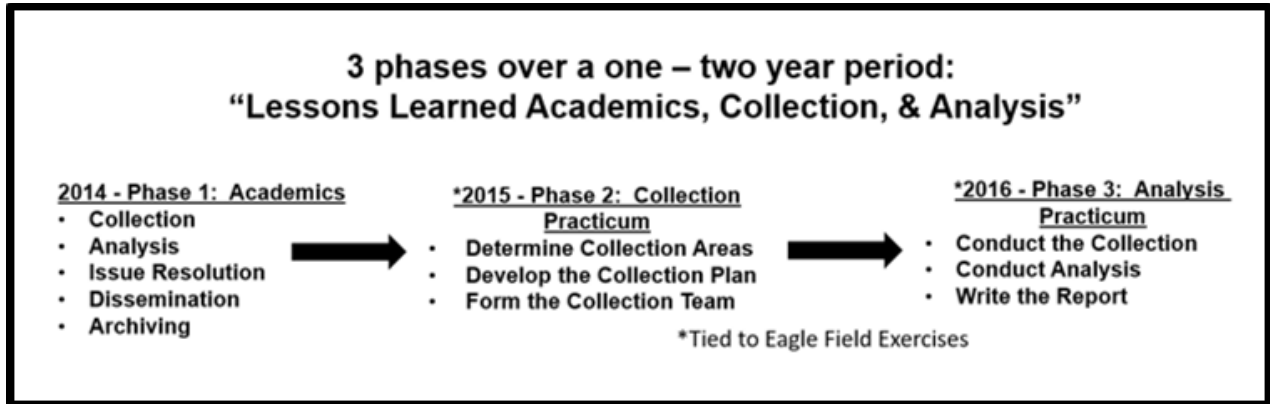 3 phases over a one – two year period:
“Lessons Learned Academics, Collection, & Analysis”
2014 - Phase 1:  Academics
• Collection
• Analysis
• Issue Resolution
• Dissemination
• Archiving
*2015 - Phase 2:  Collection
Practicum
• Determine Collection Areas
• Develop the Collection Plan
• Form the Collection Team
*2016 - Phase 3:  Analysis
Practicum
• Conduct the Collection
• Conduct Analysis
• Write the Report
*Tied to Eagle Field Exercises